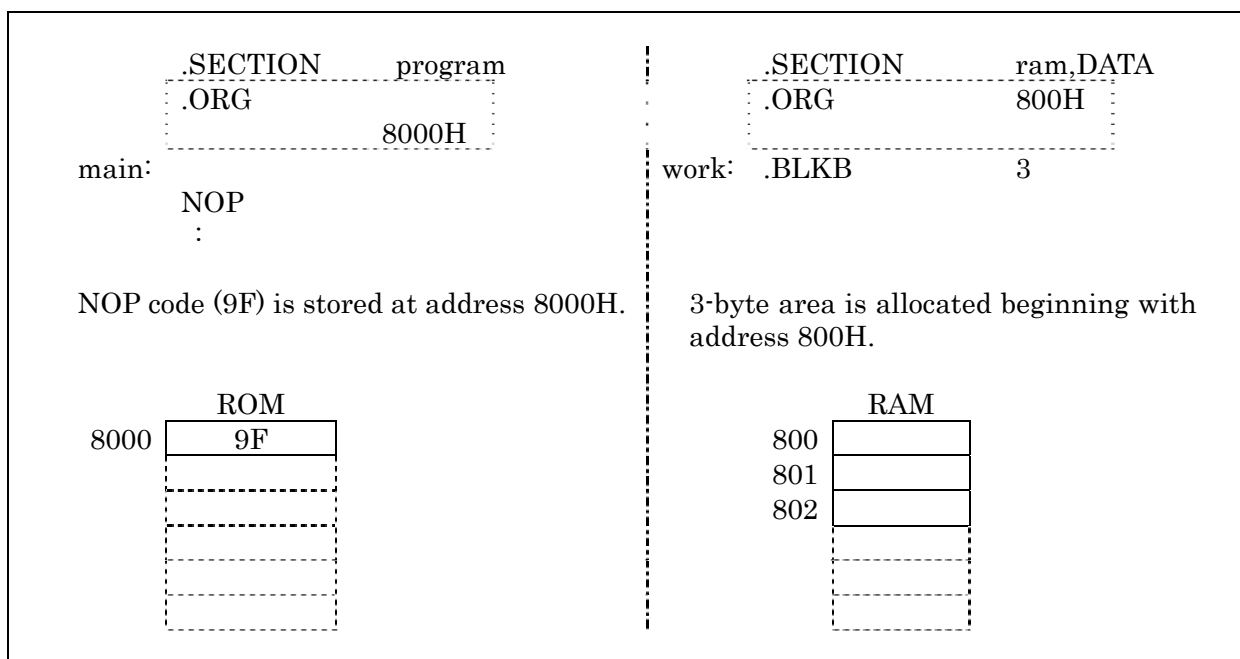 .SECTION program
.ORG
8000H
main:
NOP
:
NOP code (9F) is stored at address 8000H.
ROM
8000 9F
.SECTION ram,DATA
.ORG 800H
work: .BLKB 3
3-byte area is allocated beginning with
address 800H.
RAM
800
801
802